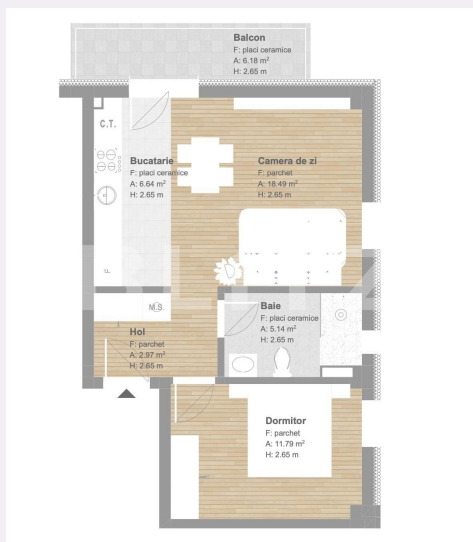 Balcon
F: placi ceramice
A: 6.18 m²
H: 2.65 m
C.T.
Bucatarie
F: placi ceramice
A: 6.64 m²
H: 2.65 m
Camera de zi
F: parchet
A: 18.49 m²
H: 2.65 m
F
BLITZ
M.S.
Hol
F: parchet
A: 2.97 m²
H: 2.65 m
Baie
F: placi ceramice
A: 5.14 m²
H: 2.65 m
Dormitor
F: parchet
A: 11.79 m²
H: 2.65 m